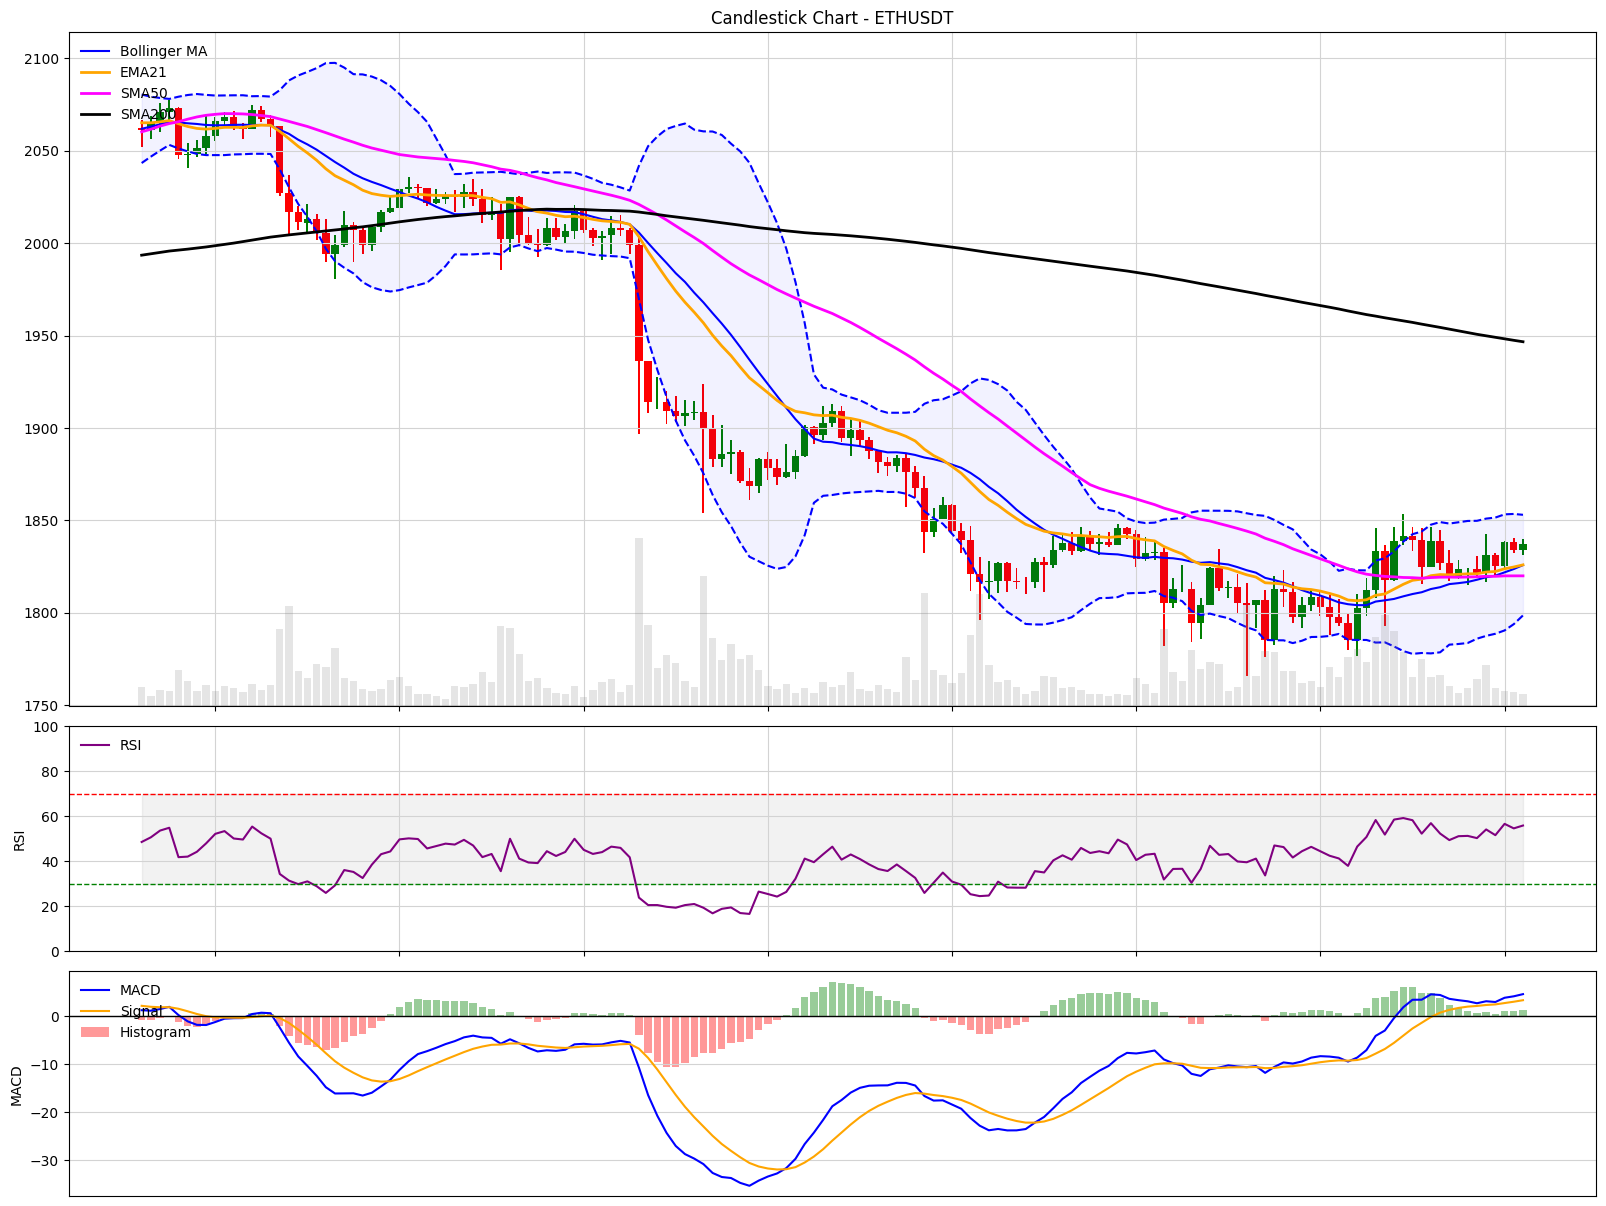 Candlestick Chart - ETHUSDT
Bollinger MA
EMA21
SMA50
SMA200
2100
2050
2000
1950
1900
1850
1800
1750
RSI
100
80
60
40
20
0
RSI
MACD
Signal
Histogram
0
−10
−20
−30
MACD